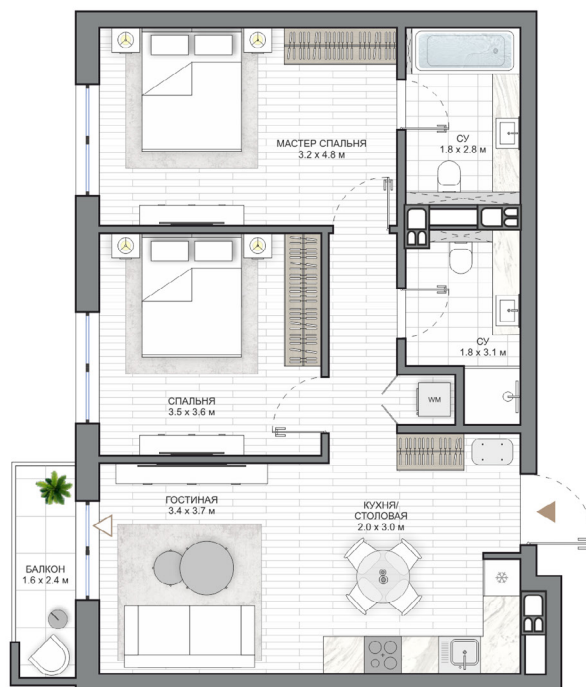 МАСТЕР СПАЛЬНЯ
3.2 x 4.8 м
СУ
1.8 x 2.8 м
СУ
1.8 x 3.1 м
WM
СПАЛЬНЯ
3.5 x 3.6 м
ГОСТИНАЯ
3.4 x 3.7 м
КУХНЯ/
СТОЛОВАЯ
2.0 x 3.0 м
БАЛКОН
1.6 x 2.4 м